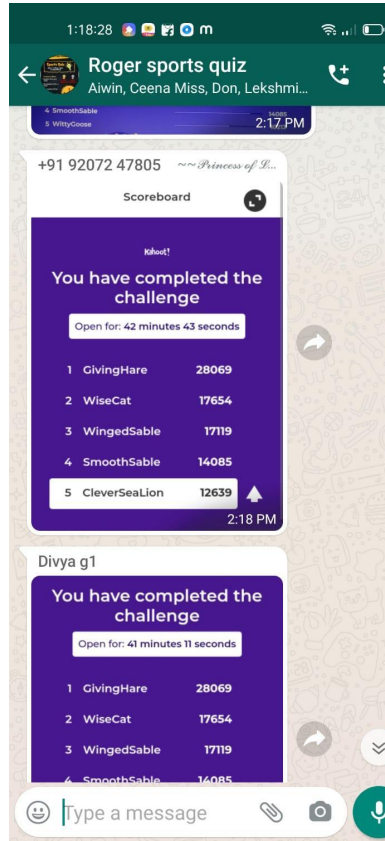 1:18:28
Roger sports quiz
Aiwin, Ceena Miss, Don, Lekshmi...
4 SmoothSable 14085
5 WittyGoose
2:17 PM
+91 92072 47805 ~~Princess of L...
Scoreboard
Kahoot!
You have completed the
challenge
Open for: 42 minutes 43 seconds
1 GivingHare 28069
2 WiseCat 17654
3 WingedSable 17119
4 SmoothSable 14085
5 CleverSeaLion 12639
2:18 PM
Divya g1
You have completed the
challenge
Open for: 41 minutes 11 seconds
1 GivingHare 28069
2 WiseCat 17654
3 WingedSable 17119
4 SmoothSable 14085
Type a message